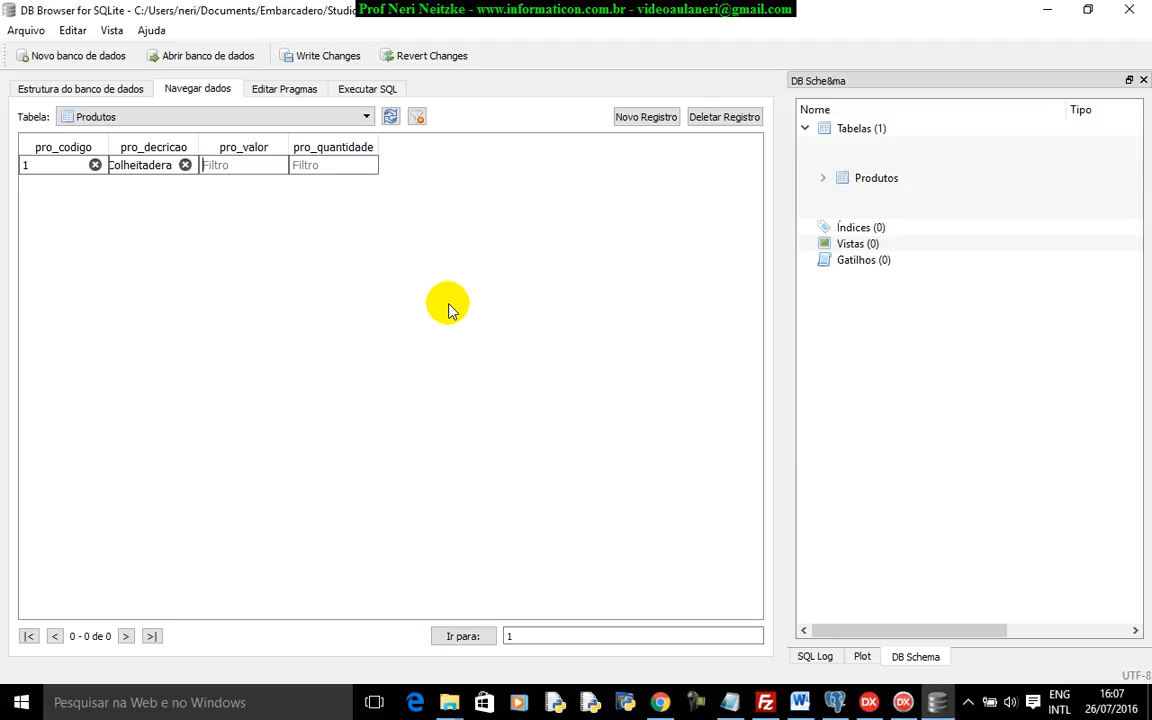 DB Browser for SQLite - C:/Users/neri/Documents/Embarcadero/Studio
Prof Neri Neitzke - www.informaticon.com.br - videoaulaneri@gmail.com
Arquivo Editar Vista Ajuda
Novo banco de dados Abrir banco de dados Write Changes Revert Changes
Estrutura do banco de dados Navegar dados Editar Pragmas Executar SQL
Tabela: Produtos Novo Registro Deletar Registro
pro_codigo pro_decricao pro_valor pro_quantidade
1 Colheitadera Filtro Filtro
0 - 0 de 0 Ir para: 1
DB Sche&ma
Nome Tipo
Tabelas (1)
Produtos
Índices (0)
Vistas (0)
Gatilhos (0)
SQL Log Plot DB Schema
UTF-8
Pesquisar na Web e no Windows
ENG
INTL
16:07
26/07/2016